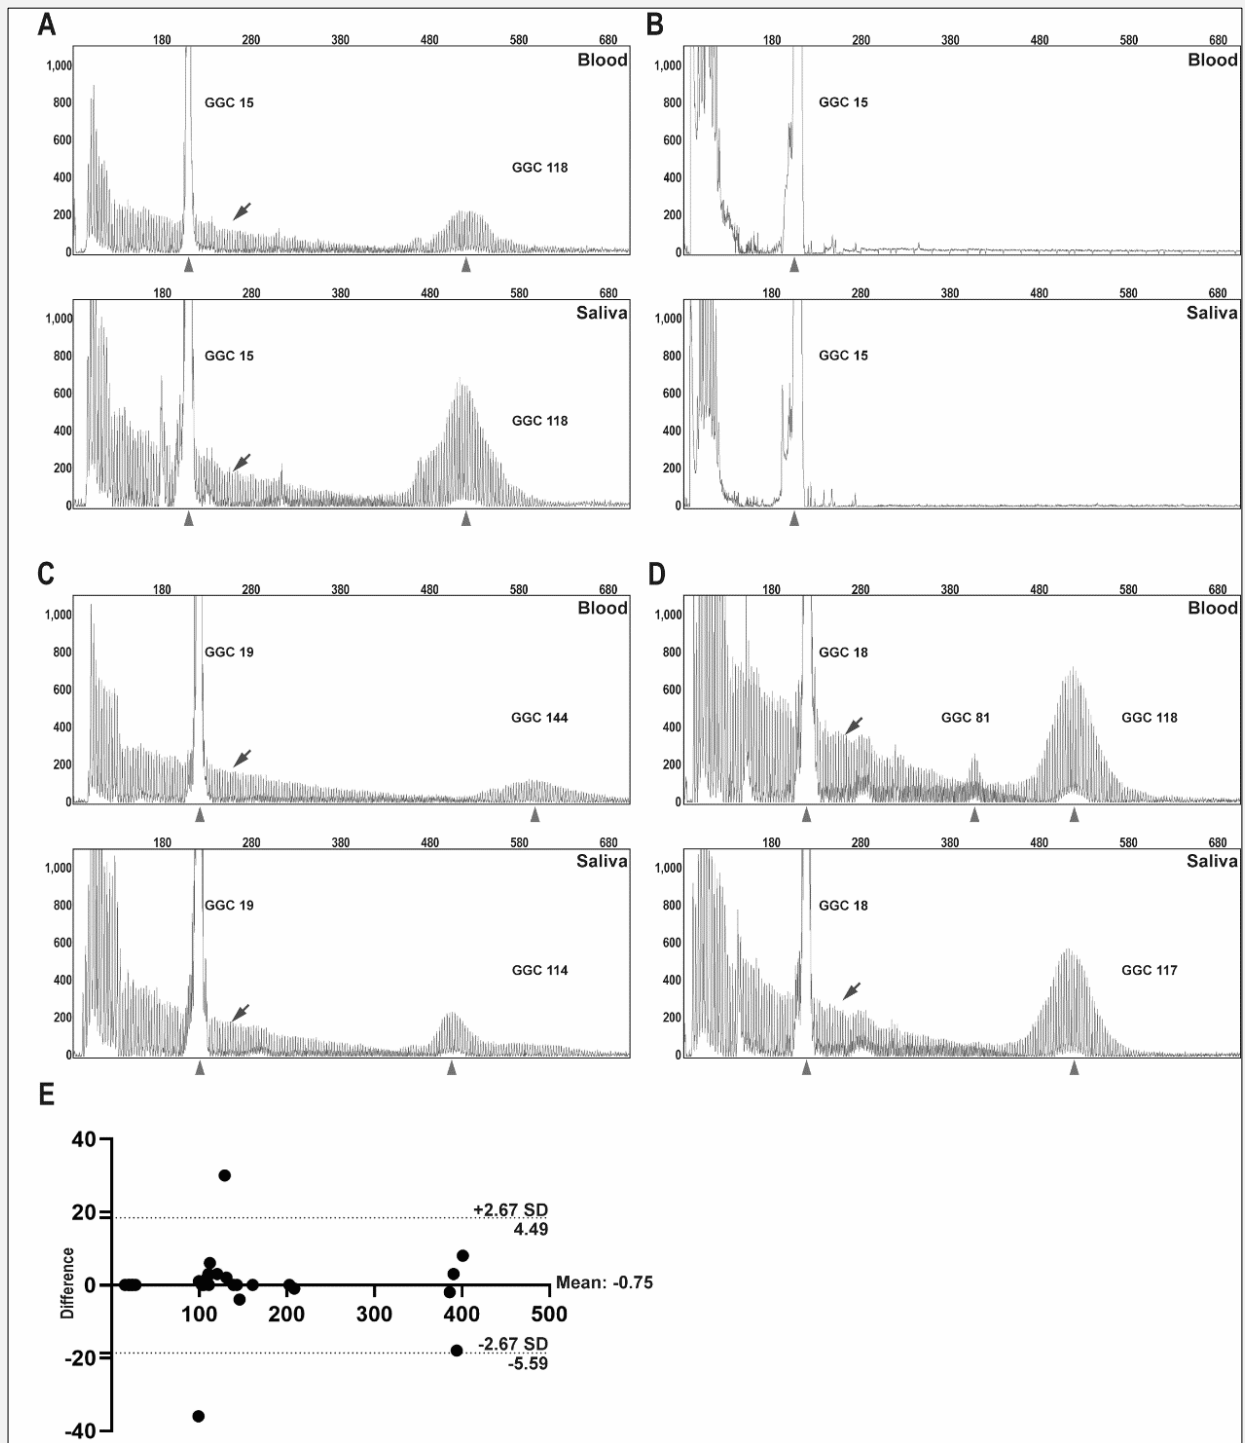 A
180 280 380 480 580 680
Blood
1,000
800
600
400
200
0
GGC 15
GGC 118
180 280 380 480 580 680
Saliva
1,000
800
600
400
200
0
GGC 15
GGC 118
B
180 280 380 480 580 680
Blood
1,000
800
600
400
200
0
GGC 15
180 280 380 480 580 680
Saliva
1,000
800
600
400
200
0
GGC 15
C
180 280 380 480 580 680
Blood
1,000
800
600
400
200
0
GGC 19
GGC 144
180 280 380 480 580 680
Saliva
1,000
800
600
400
200
0
GGC 19
GGC 114
D
180 280 380 480 580 680
Blood
1,000
800
600
400
200
0
GGC 18
GGC 81
GGC 118
180 280 380 480 580 680
Saliva
1,000
800
600
400
200
0
GGC 18
GGC 117
E
Difference
40
20
0
-20
-40
100 200 300 400 500
+2.67 SD
4.49
Mean: -0.75
-2.67 SD
-5.59